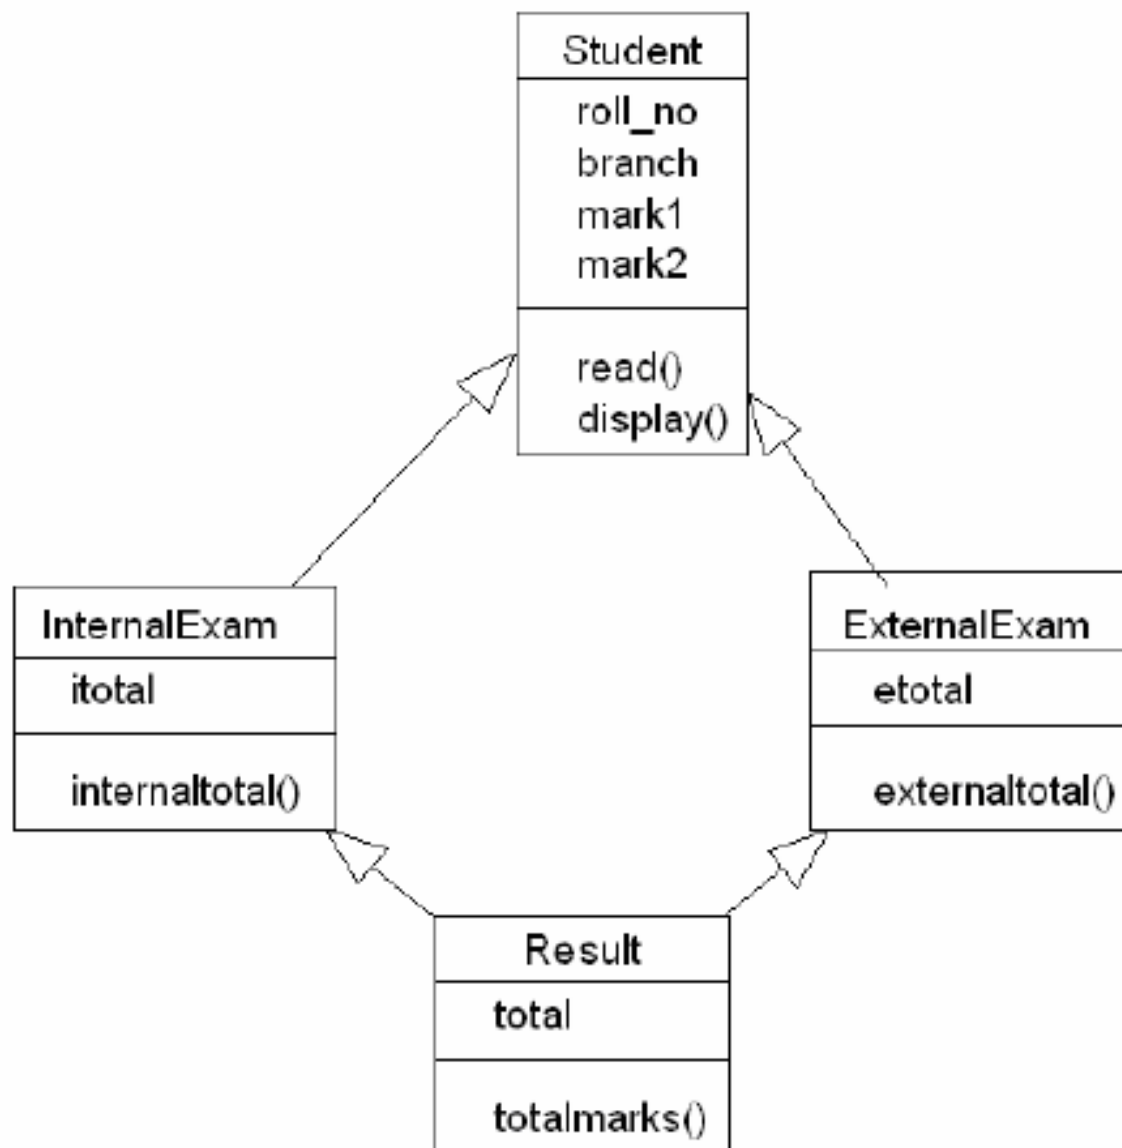 Student
roll_no
branch
mark1
mark2
read()
display()
InternalExam
itotal
internaltotal()
ExternalExam
etotal
externaltotal()
Result
total
totalmarks()